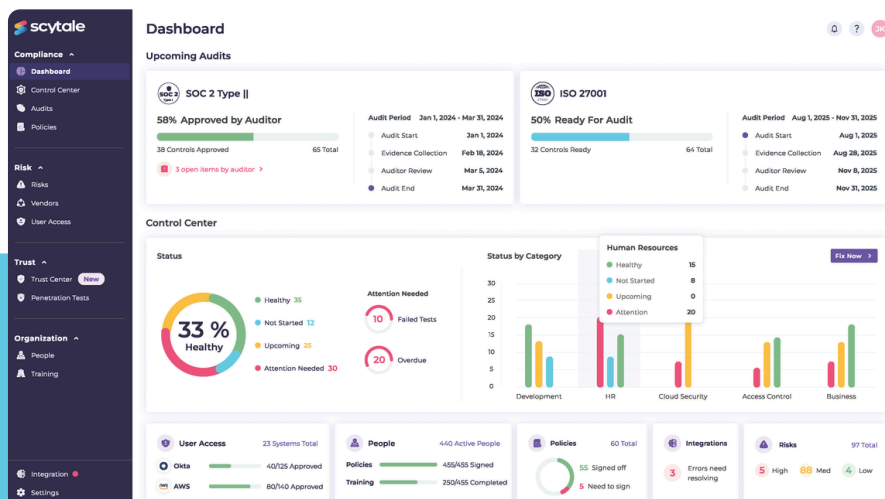 scytale
Compliance
Dashboard
Control Center
Audits
Policies
Risk
Risks
Vendors
User Access
Trust
Trust Center New
Penetration Tests
Organization
People
Training
Integration
Settings
Dashboard
?
JK
Upcoming Audits
SOC 2
SOC 2 Type ||
58% Approved by Auditor
38 Controls Approved 65 Total
3 open items by auditor >
Audit Period Jan 1, 2024 - Mar 31, 2024
Audit Start Jan 1, 2024
Evidence Collection Feb 18, 2024
Auditor Review Mar 5, 2024
Audit End Mar 31, 2024
ISO
ISO 27001
50% Ready For Audit
32 Controls Ready 64 Total
Audit Period Aug 1, 2025 - Nov 31, 2025
Audit Start Aug 1, 2025
Evidence Collection Aug 28, 2025
Auditor Review Nov 8, 2025
Audit End Nov 31, 2025
Control Center
Status
33 %
Healthy
Healthy 35
Not Started 12
Upcoming 25
Attention Needed 30
Attention Needed
10 Failed Tests
20 Overdue
Status by Category
Fix Now >
Human Resources
Healthy 15
Not Started 8
Upcoming 0
Attention 20
30
25
20
15
10
5
0
Development HR Cloud Security Access Control Business
User Access 23 Systems Total
Okta 40/125 Approved
aws AWS 80/140 Approved
People 440 Active People
Policies 455/455 Signed
Training 250/455 Completed
Policies 60 Total
55 Signed off
5 Need to sign
Integrations
3 Errors need
resolving
Risks 97 Total
5 High 88 Med 4 Low